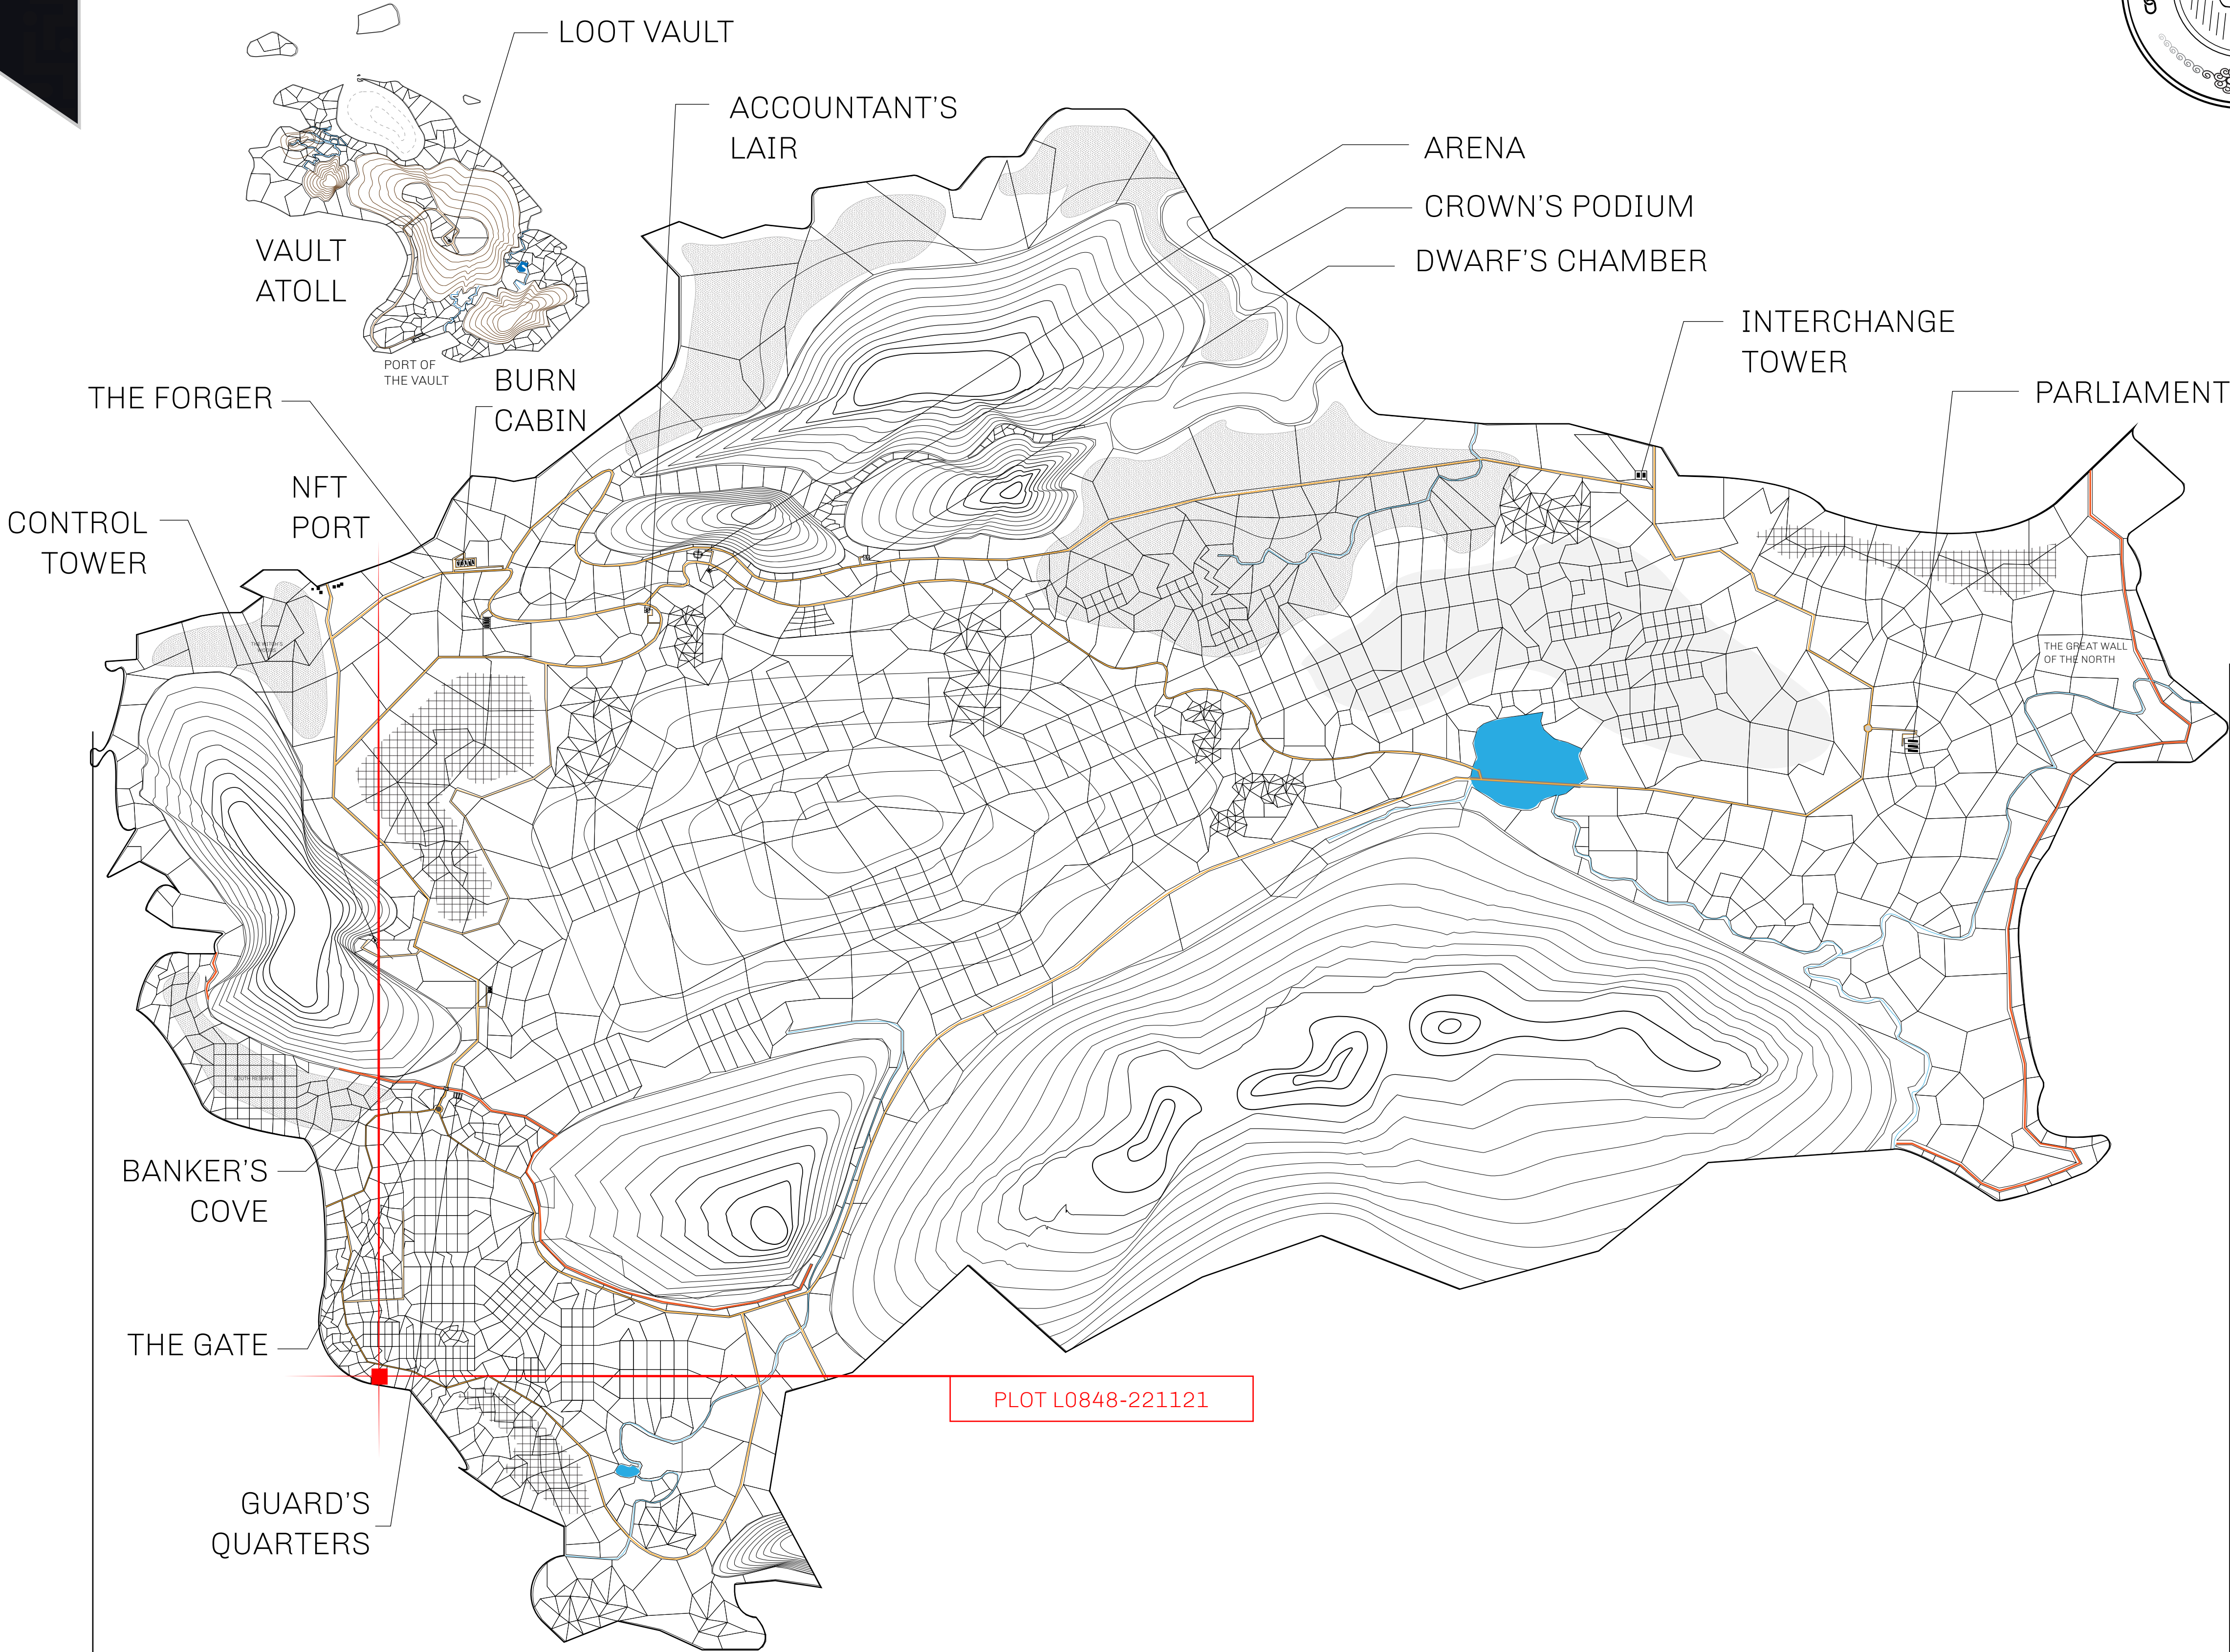 LOOT VAULT
ACCOUNTANT'S
LAIR
ARENA
CROWN'S PODIUM
DWARF'S CHAMBER
VAULT
ATOLL
INTERCHANGE
TOWER
PORT OF
THE VAULT
BURN
CABIN
THE FORGER
PARLIAMENT
NFT
PORT
CONTROL
TOWER
THE GREAT WALL
OF THE NORTH
SOUTH RESERVE
BANKER'S
COVE
THE GATE
PLOT L0848-221121
GUARD'S
QUARTERS